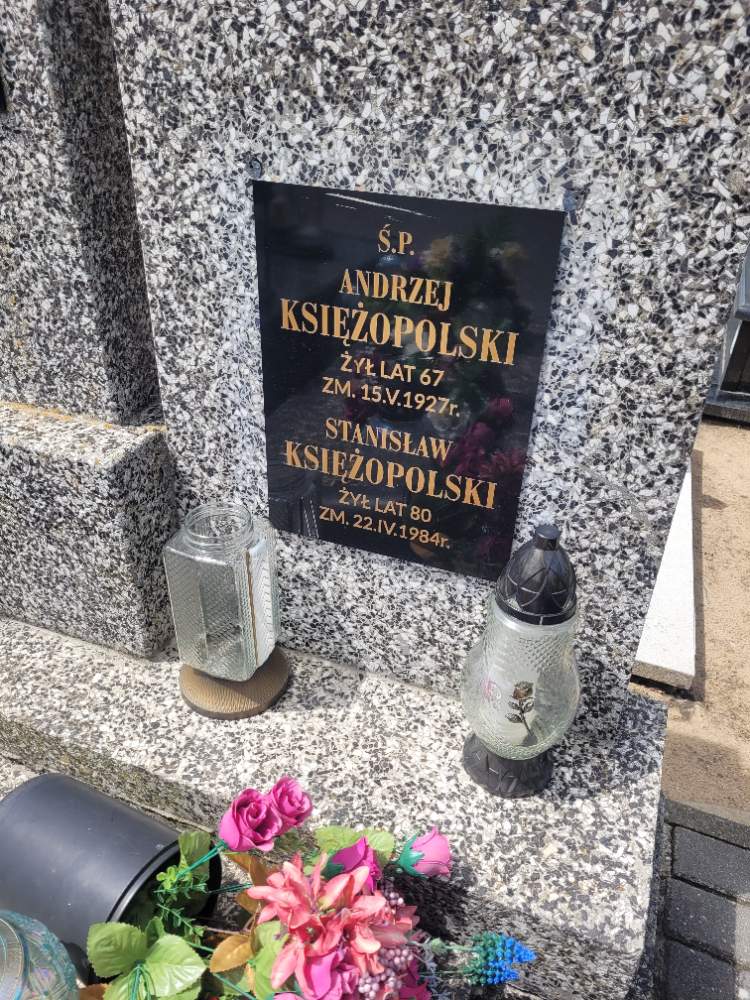 Ś.P.
ANDRZEJ
KSIĘŻOPOLSKI
ŻYŁ LAT 67
ZM. 15.V.1927r.
STANISŁAW
KSIĘŻOPOLSKI
ŻYŁ LAT 80
ZM. 22.IV.1984r.